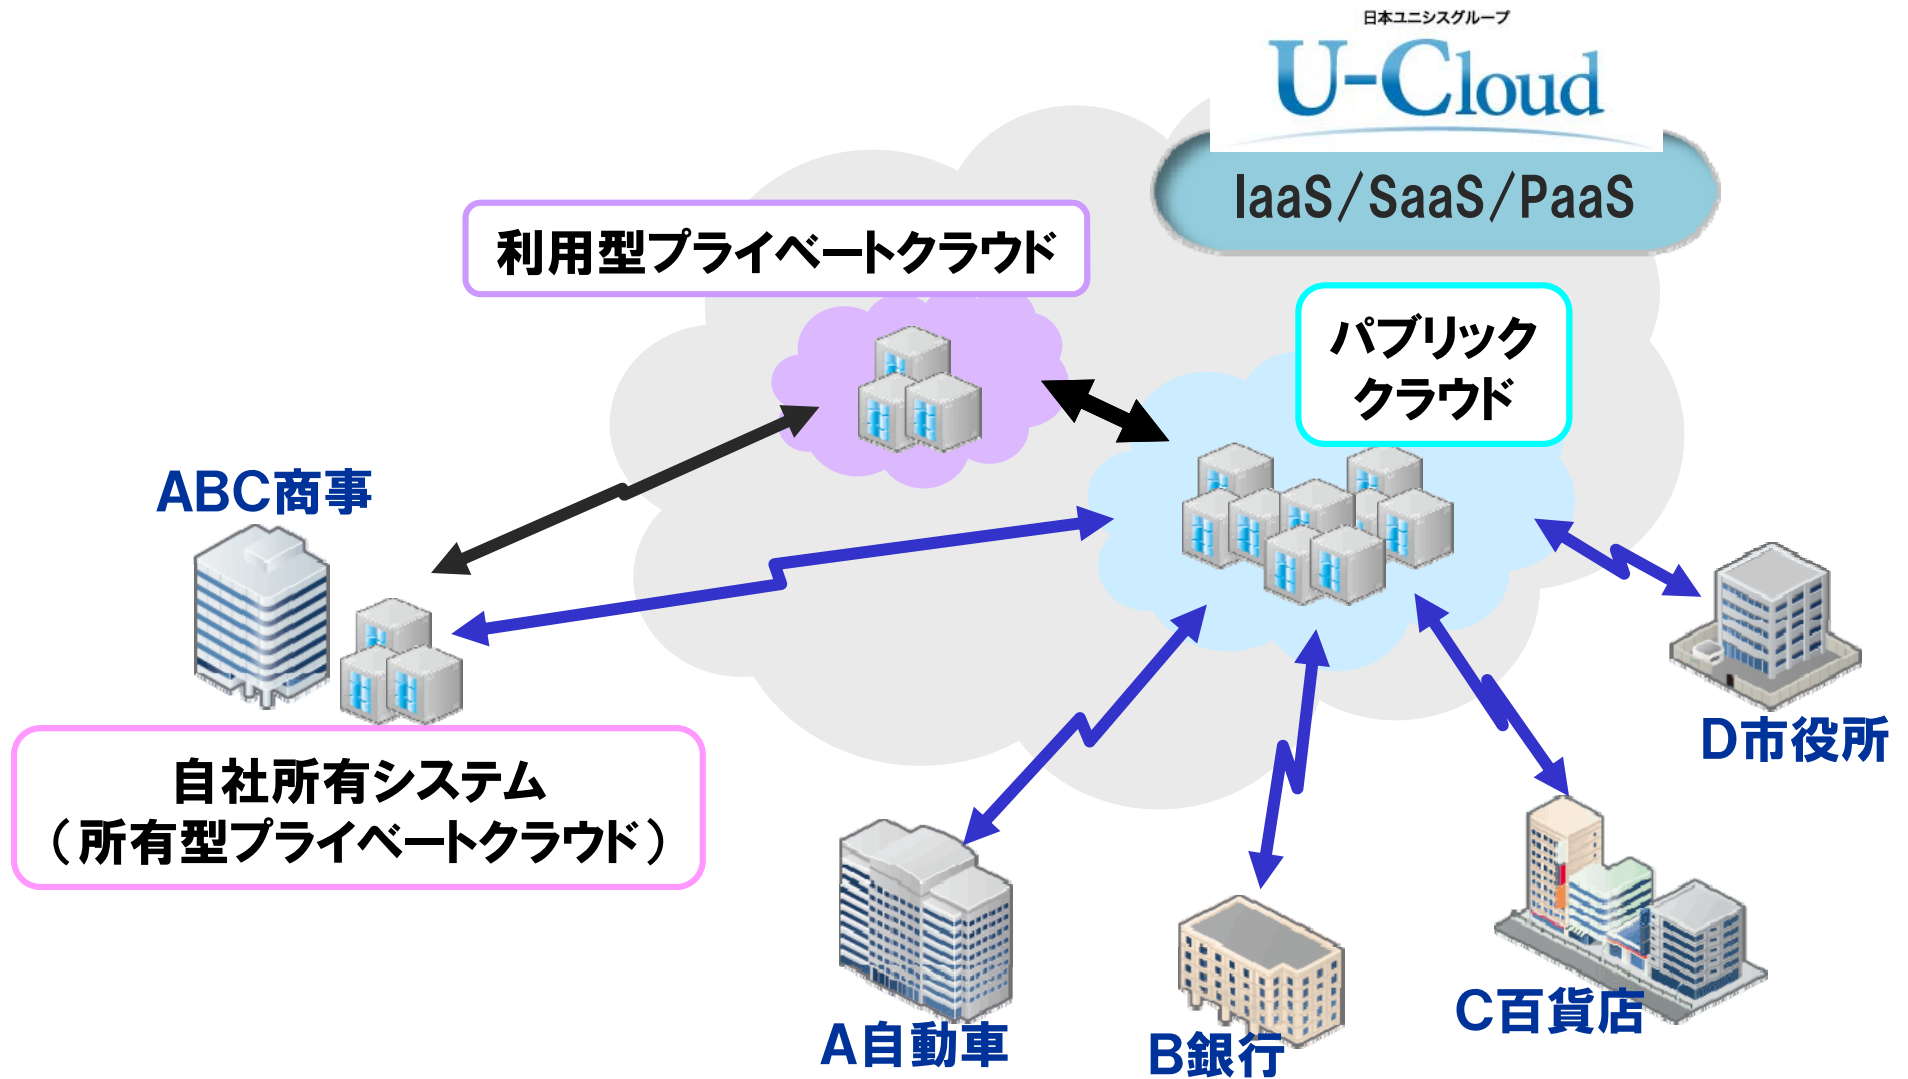 日本ユニシスグループ
U-Cloud
IaaS/SaaS/PaaS
利用型プライベートクラウド
パブリック
クラウド
ABC商事
自社所有システム
（所有型プライベートクラウド）
D市役所
C百貨店
A自動車
B銀行